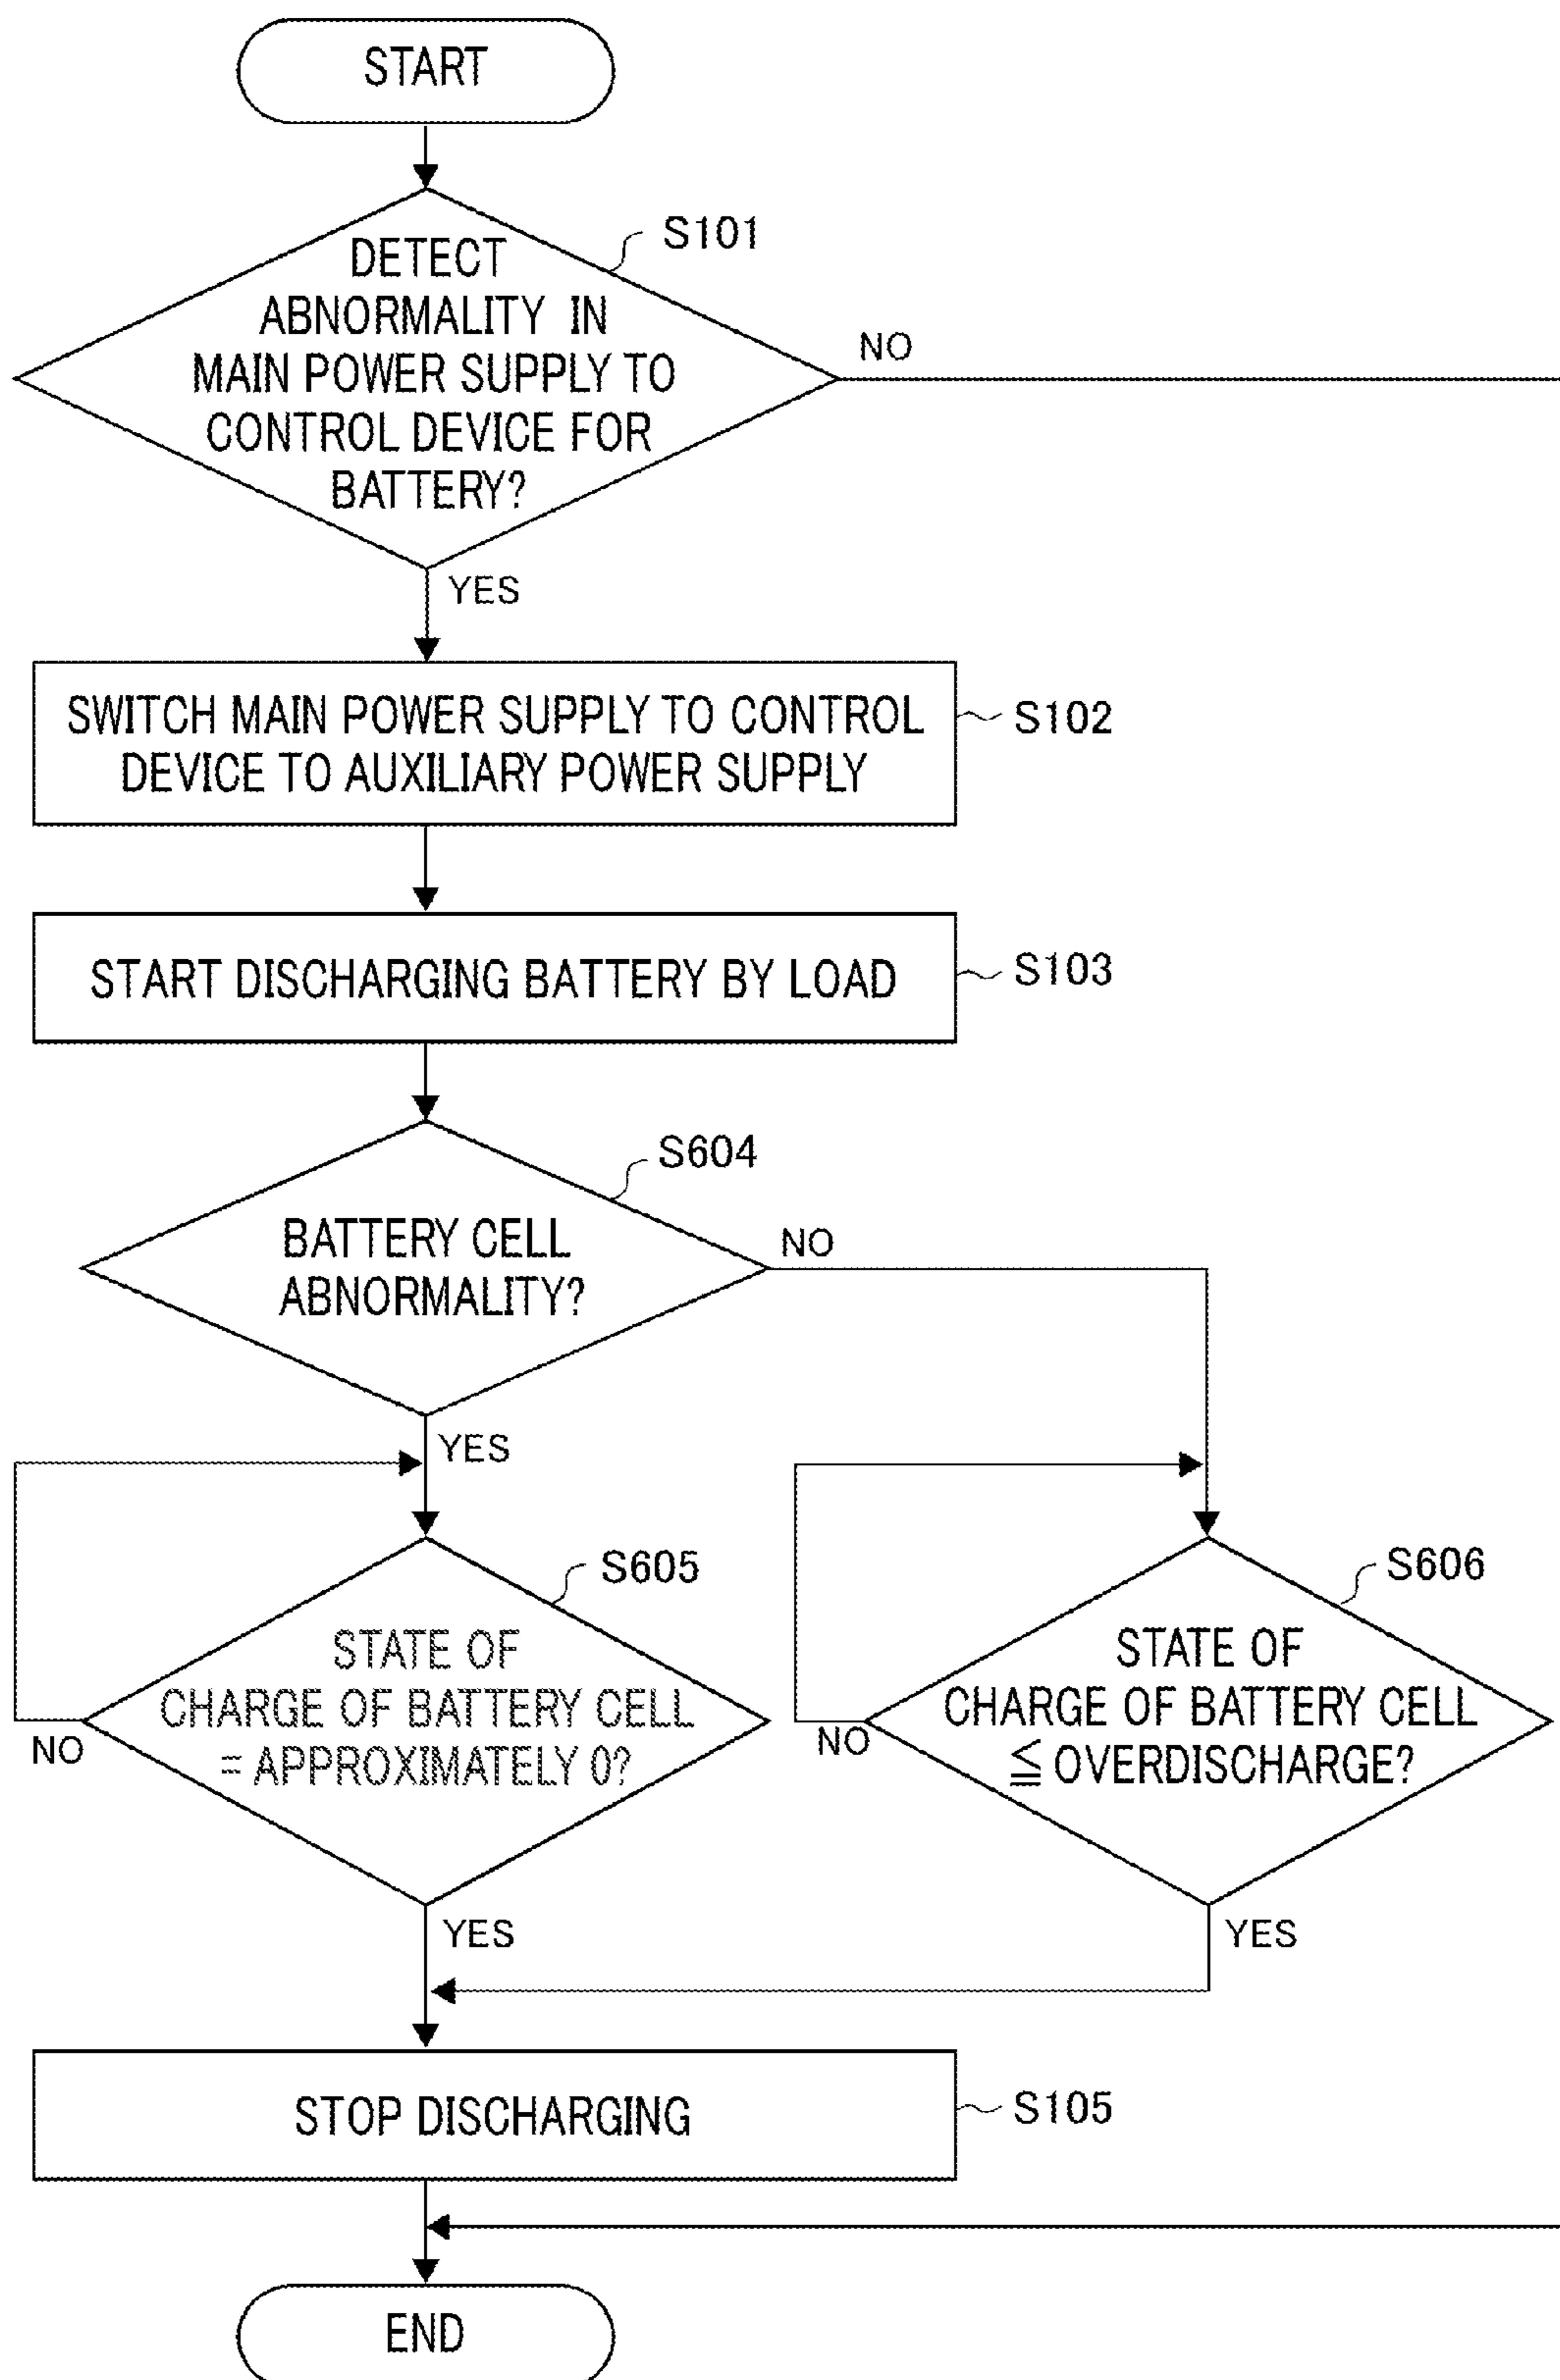 START
S101
DETECT
ABNORMALITY IN
MAIN POWER SUPPLY TO
CONTROL DEVICE FOR
BATTERY?
NO
YES
SWITCH MAIN POWER SUPPLY TO CONTROL
DEVICE TO AUXILIARY POWER SUPPLY
S102
START DISCHARGING BATTERY BY LOAD
S103
S604
BATTERY CELL
ABNORMALITY?
NO
YES
S605
STATE OF
CHARGE OF BATTERY CELL
= APPROXIMATELY 0?
NO
YES
S606
STATE OF
CHARGE OF BATTERY CELL
≦ OVERDISCHARGE?
NO
YES
STOP DISCHARGING
S105
END